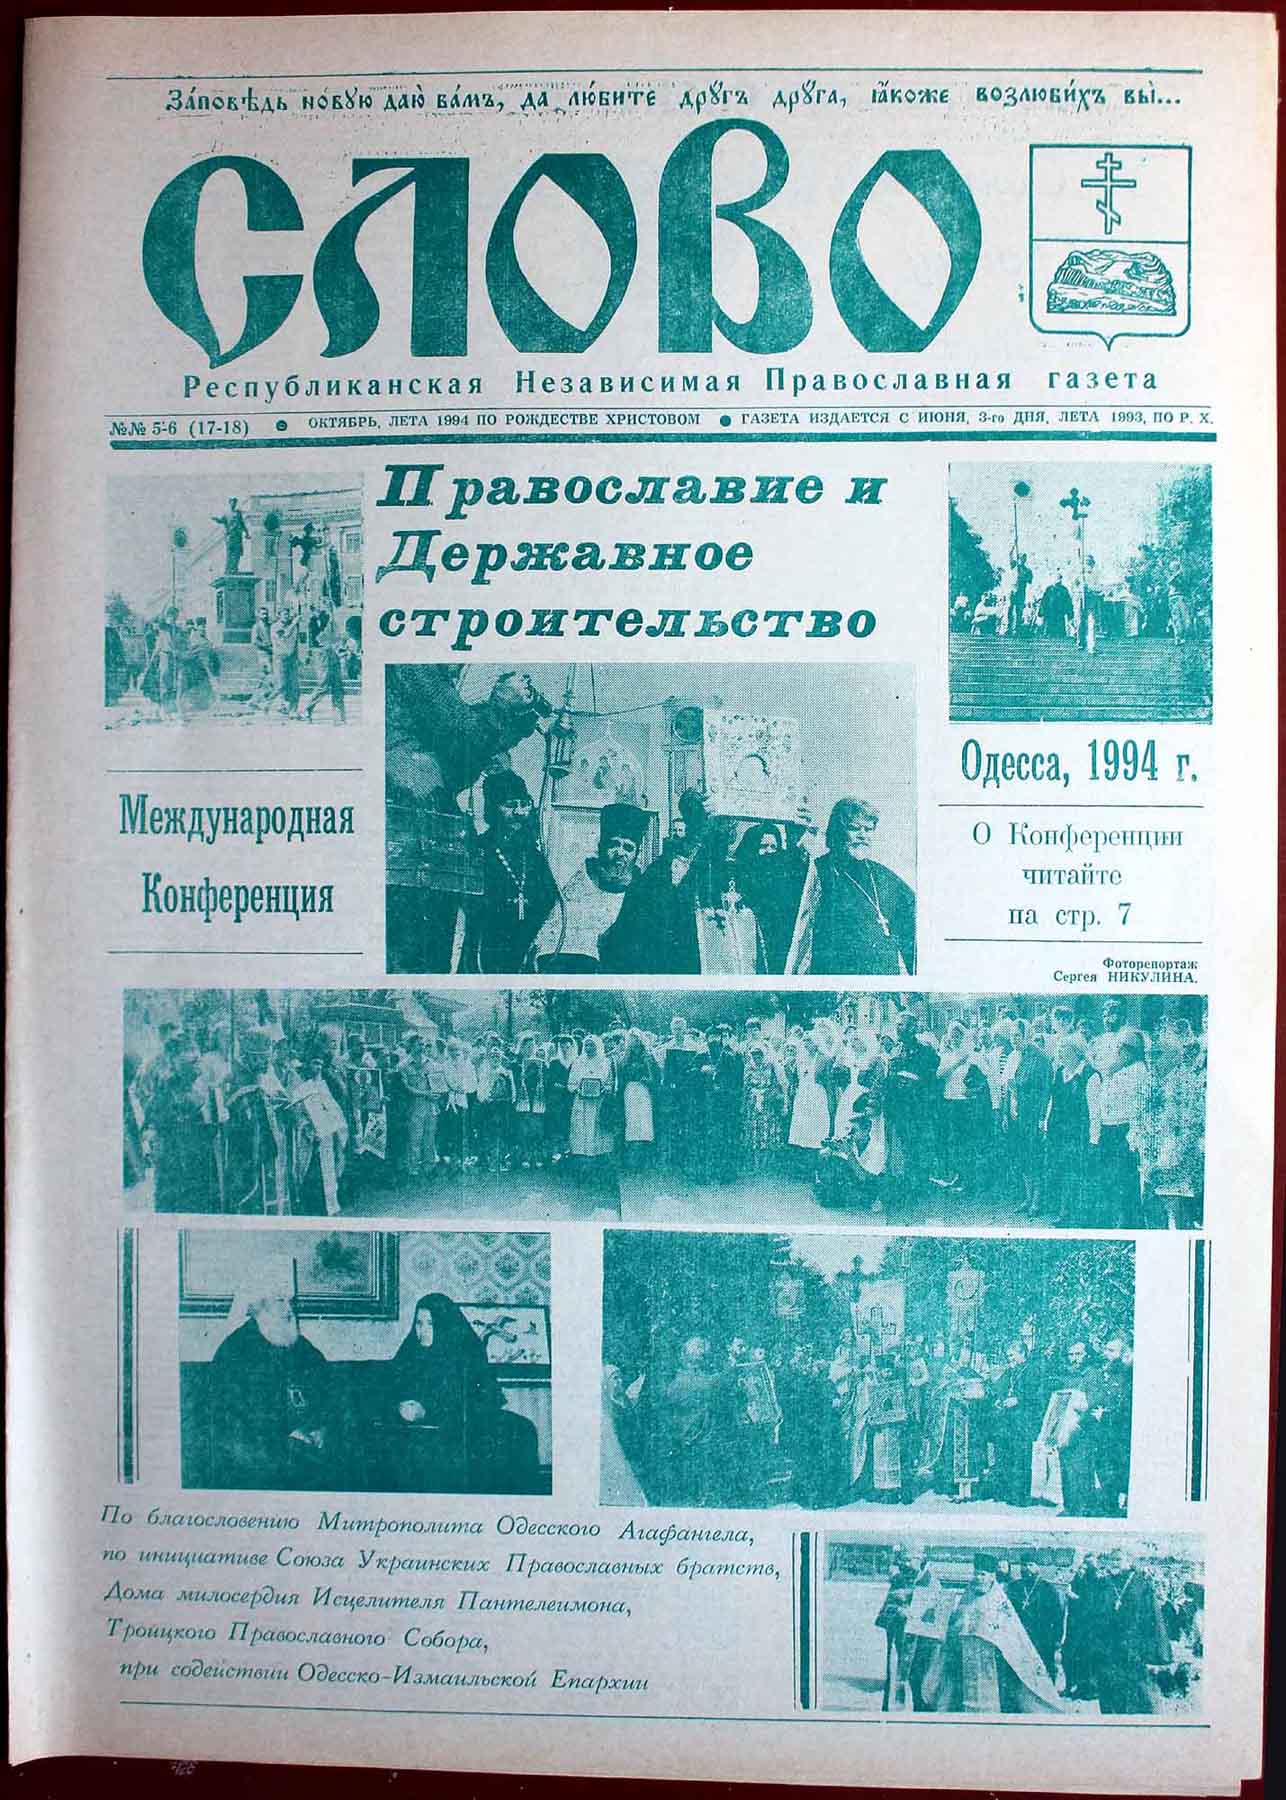 Заповѣдь новую даю вамъ, да любите другъ друга, ꙗкоже возлюбихъ вы...
СЛОВО
Республиканская Независимая Православная газета
№№ 5-6 (17-18) ● ОКТЯБРЬ, ЛЕТА 1994 ПО РОЖДЕСТВЕ ХРИСТОВОМ ● ГАЗЕТА ИЗДАЕТСЯ С ИЮНЯ, 3-го ДНЯ, ЛЕТА 1993, ПО Р. Х.
Православие и
Державное
строительство
Международная
Конференция
Одесса, 1994 г.
О Конференции
читайте
на стр. 7
Фоторепортаж
Сергея НИКУЛИНА.
По благословению Митрополита Одесского Агафангела,
по инициативе Союза Украинских Православных братств,
Дома милосердия Исцелителя Пантелеимона,
Троицкого Православного Собора,
при содействии Одесско-Измаильской Епархии